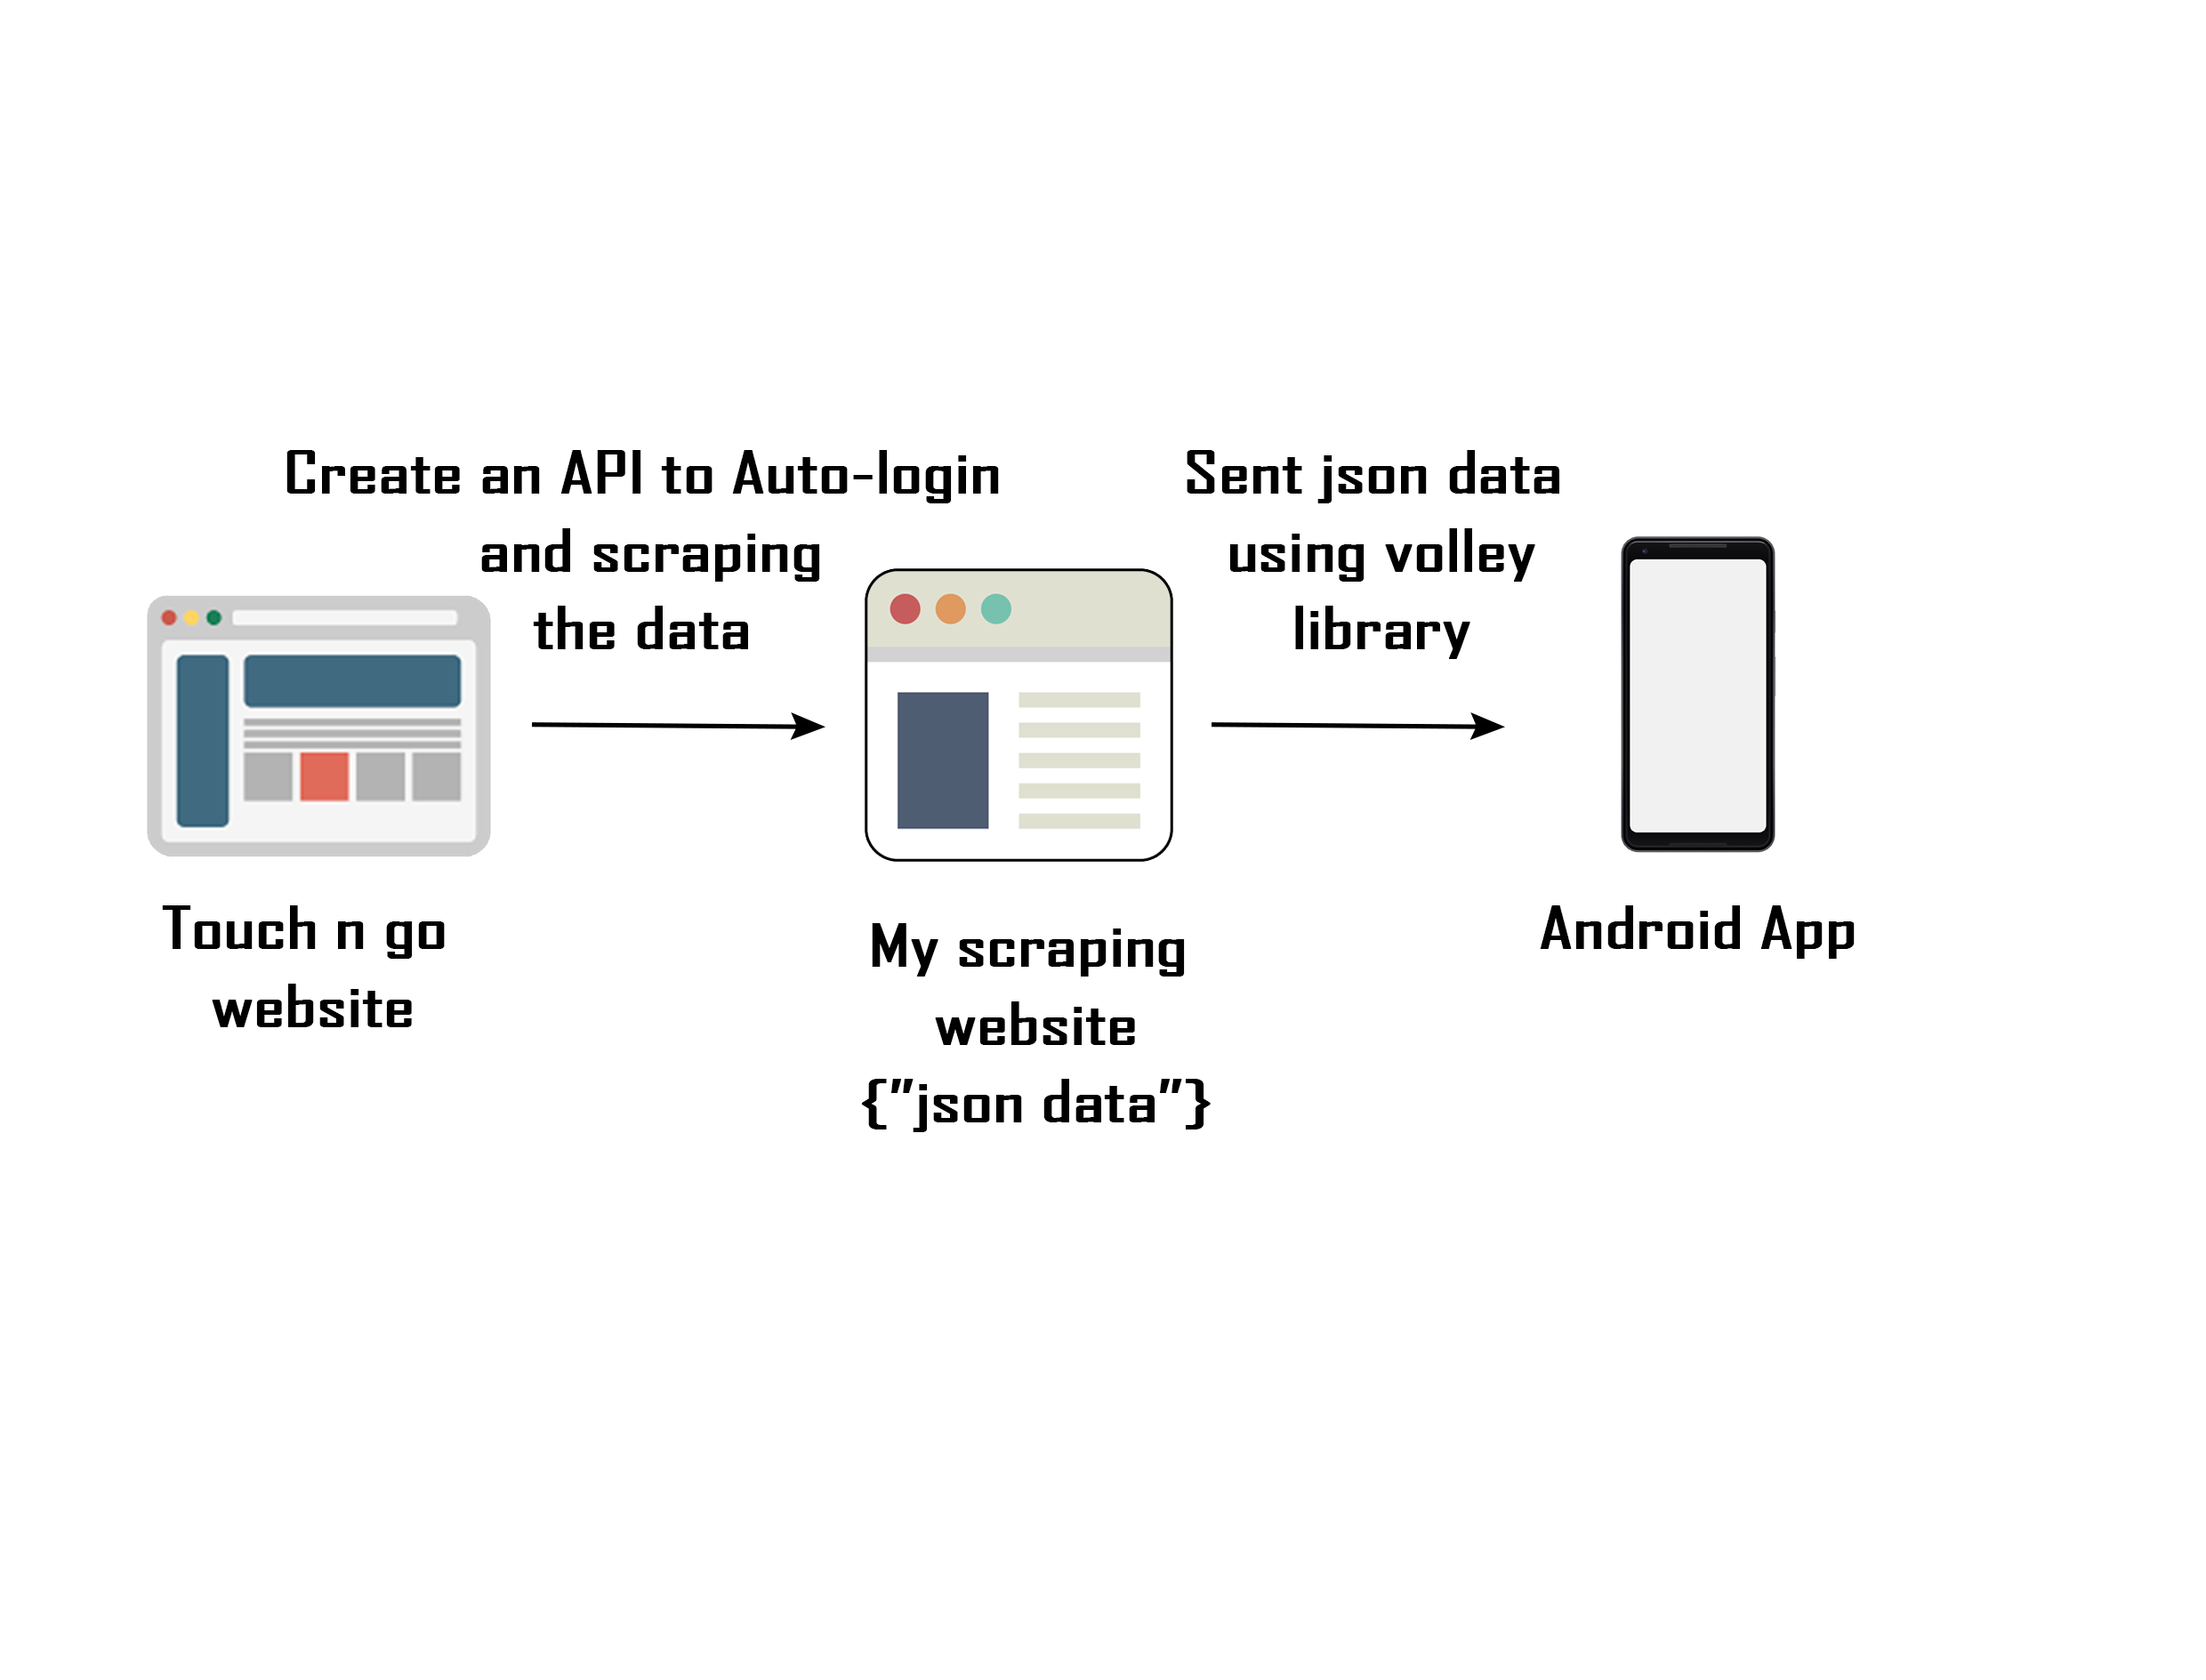 Create an API to Auto-login
and scraping
the data
Sent json data
using volley
library
Touch n go
website
My scraping
website
{"json data"}
Android App